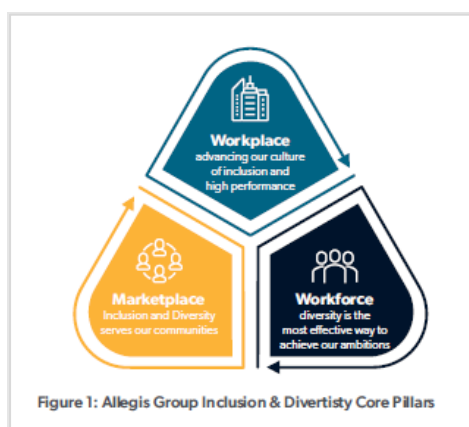 Workplace
advancing our culture
of inclusion and
high performance
Marketplace
Inclusion and Diversity
serves our communities
Workforce
diversity is the
most effective way to
achieve our ambitions
Figure 1: Allegis Group Inclusion & Divertisty Core Pillars